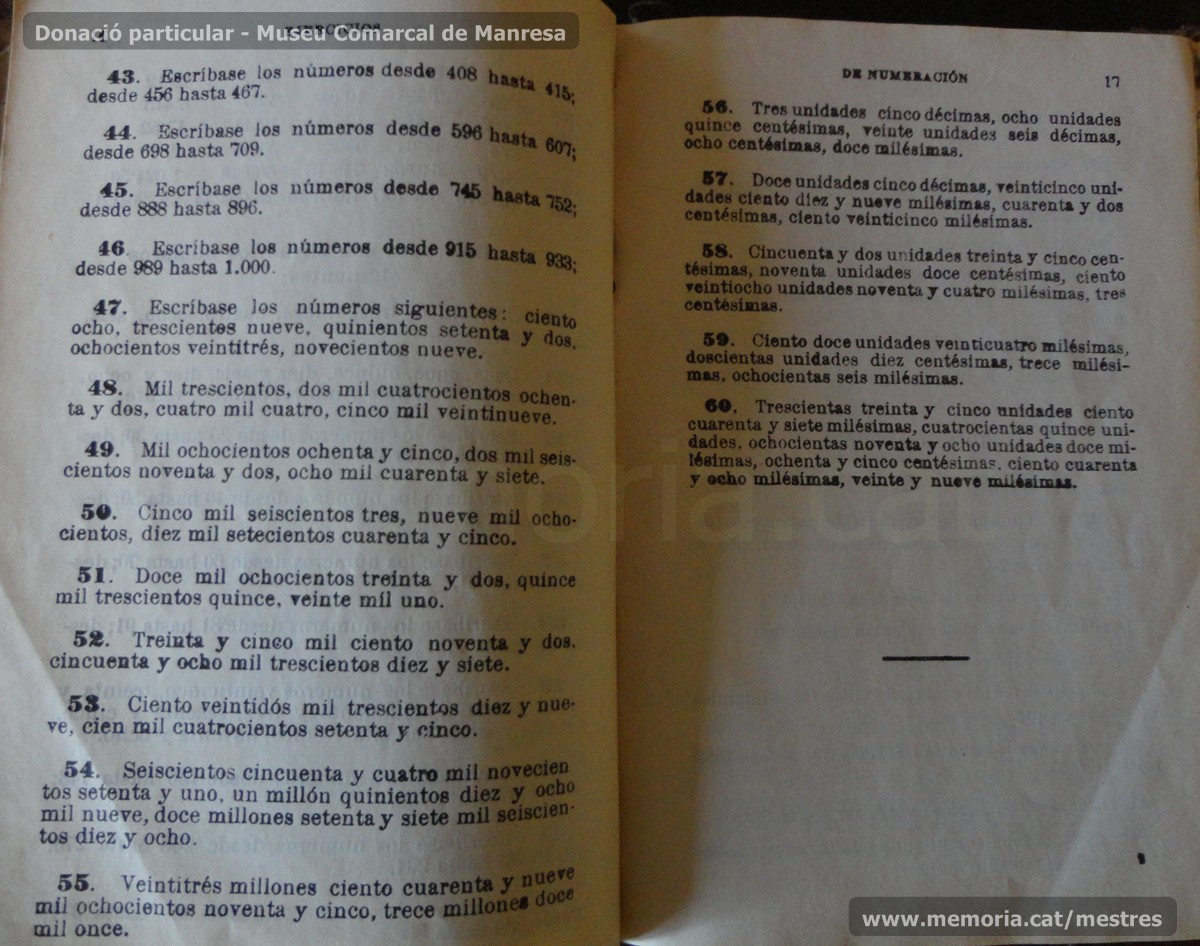 Donació particular - Museu Comarcal de Manresa
EJERCICIOS
43. Escríbase los números desde 408 hasta 415;
desde 456 hasta 467.
44. Escríbase los números desde 596 hasta 607;
desde 698 hasta 709.
45. Escríbase los números desde 745 hasta 752;
desde 888 hasta 896.
46. Escríbase los números desde 915 hasta 933;
desde 989 hasta 1.000.
47. Escríbase los números siguientes: ciento
ocho, trescientes nueve, quinientos setenta y dos,
ochocientos veintitrés, novecientos nueve.
48. Mil trescientos, dos mil cuatrocientos ochen-
ta y dos, cuatro mil cuatro, cinco mil veintinueve.
49. Mil ochocientos ochenta y cinco, dos mil seis-
cientos noventa y dos, ocho mil cuarenta y siete.
50. Cinco mil seiscientos tres, nueve mil ocho-
cientos, diez mil setecientos cuarenta y cinco.
51. Doce mil ochocientos treinta y dos, quince
mil trescientos quince, veinte mil uno.
52. Treinta y cinco mil ciento noventa y dos.
cincuenta y ocho mil trescientos diez y siete.
53. Ciento veintidós mil trescientos diez y nue-
ve, cien mil cuatrocientos setenta y cinco.
54. Seiscientos cincuenta y cuatro mil novecien
tos setenta y uno, un millón quinientos diez y ocho
mil nueve, doce millones setenta y siete mil seiscien-
tos diez y ocho.
55. Veintitrés millones ciento cuarenta y nueve
mil ochocientos noventa y cinco, trece millones doce
mil once.
DE NUMERACIÓN 17
56. Tres unidades cinco décimas, ocho unidades
quince centésimas, veinte unidades seis décimas,
ocho centésimas, doce milésimas.
57. Doce unidades cinco décimas, veinticinco uni-
dades ciento diez y nueve milésimas, cuarenta y dos
centésimas, ciento veinticinco milésimas.
58. Cincuenta y dos unidades treinta y cinco cen-
tésimas, noventa unidades doce centésimas, ciento
veintiocho unidades noventa y cuatro milésimas, tres
centésimas.
59. Ciento doce unidades veinticuatro milésimas,
doscientas unidades diez centésimas, trece milési-
mas, ochocientas seis milésimas.
60. Trescientas treinta y cinco unidades ciento
cuarenta y siete milésimas, cuatrocientas quince uni-
dades, ochocientas noventa y ocho unidades doce mi-
lésimas, ochenta y cinco centésimas, ciento cuarenta
y ocho milésimas, veinte y nueve milésimas.
www.memoria.cat/mestres